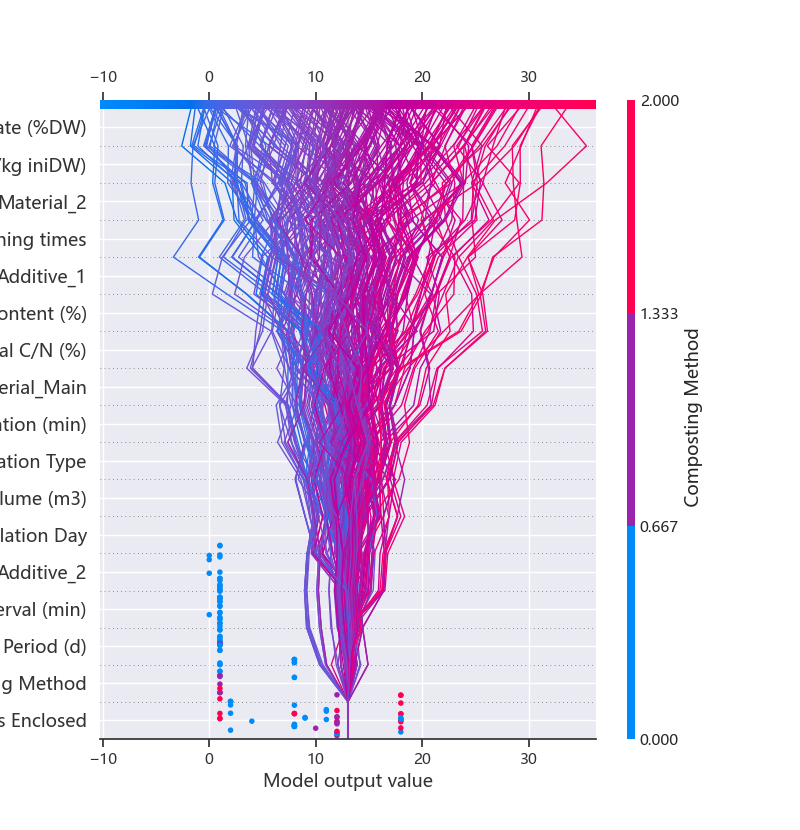 −10 0 10 20 30
2.000
ate (%DW)
/kg iniDW)
Material_2
ning times
Additive_1
ontent (%)
1.333
al C/N (%)
erial_Main
tion (min)
ation Type
lume (m3)
0.667
lation Day
Additive_2
erval (min)
Period (d)
g Method
s Enclosed
0.000
−10 0 10 20 30
Model output value
Composting Method